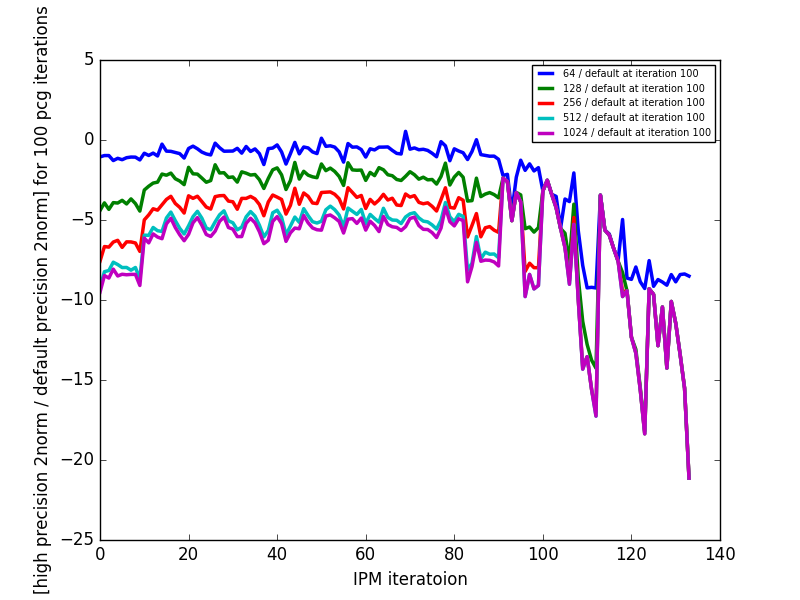 [high precision 2norm / default precision 2norm] for 100 pcg iterations
5
0
−5
−10
−15
−20
−25
0 20 40 60 80 100 120 140
IPM iteratoion
64 / default at iteration 100
128 / default at iteration 100
256 / default at iteration 100
512 / default at iteration 100
1024 / default at iteration 100